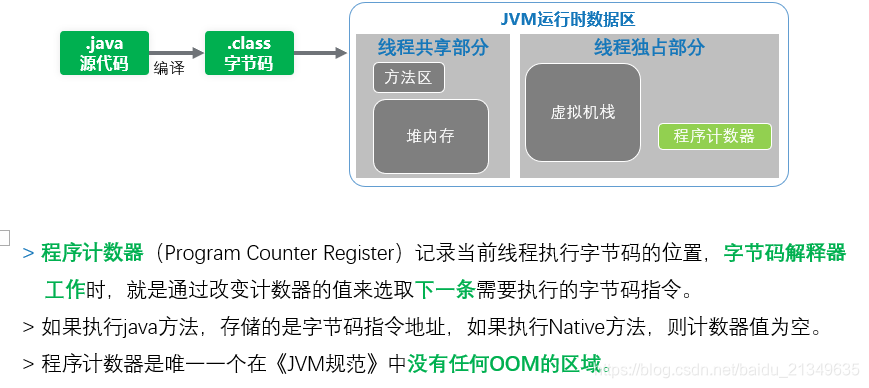 JVM运行时数据区
.java
源代码
编译
.class
字节码
线程共享部分
方法区
堆内存
线程独占部分
虚拟机栈
程序计数器
> 程序计数器（Program Counter Register）记录当前线程执行字节码的位置，字节码解释器
工作时，就是通过改变计数器的值来选取下一条需要执行的字节码指令。
> 如果执行java方法，存储的是字节码指令地址，如果执行Native方法，则计数器值为空。
> 程序计数器是唯一一个在《JVM规范》中没有任何OOM的区域。
https://blog.csdn.net/baidu_21349635